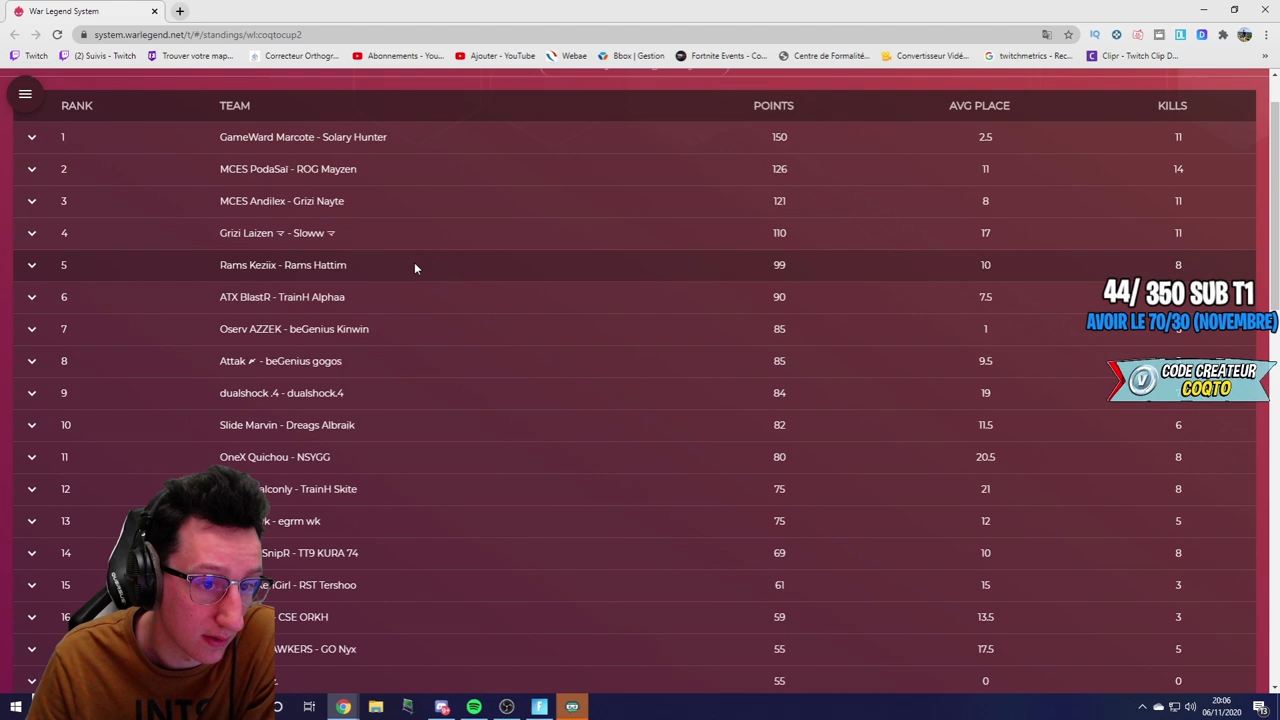 War Legend System
system.warlegend.net/t/#/standings/wl:coqtocup2
Twitch (2) Suivis - Twitch Trouver votre map... Correcteur Orthograp... Abonnements - You... Ajouter - YouTube Webae Bbox | Gestion Fortnite Events - Co... Centre de Formalité... Convertisseur Vidé... twitchmetrics - Rec... Clipr - Twitch Clip D...
RANK TEAM POINTS AVG PLACE KILLS
1 GameWard Marcote - Solary Hunter 150 2.5 11
2 MCES PodaSaï - ROG Mayzen 126 11 14
3 MCES Andilex - Grizi Nayte 121 8 11
4 Grizi Laizen マ - Sloww マ 110 17 11
5 Rams Keziix - Rams Hattim 99 10 8
44/ 350 SUB T1
6 ATX BlastR - TrainH Alphaa 90 7.5
AVOIR LE 70/30 (NOVEMBRE)
7 Oserv AZZEK - beGenius Kinwin 85 1
8 Attak - beGenius gogos 85 9.5
CODE CREATEUR
COQTO
9 dualshock .4 - dualshock.4 84 19
10 Slide Marvin - Dreags Albraik 82 11.5 6
11 OneX Quichou - NSYGG 80 20.5 8
12 alconly - TrainH Skite 75 21 8
13 k - egrm wk 75 12 5
14 SnipR - TT9 KURA 74 69 10 8
15 iGirl - RST Tershoo 61 15 3
16 - CSE ORKH 59 13.5 3
AWKERS - GO Nyx 55 17.5 5
55 0 0
20:06
06/11/2020
13